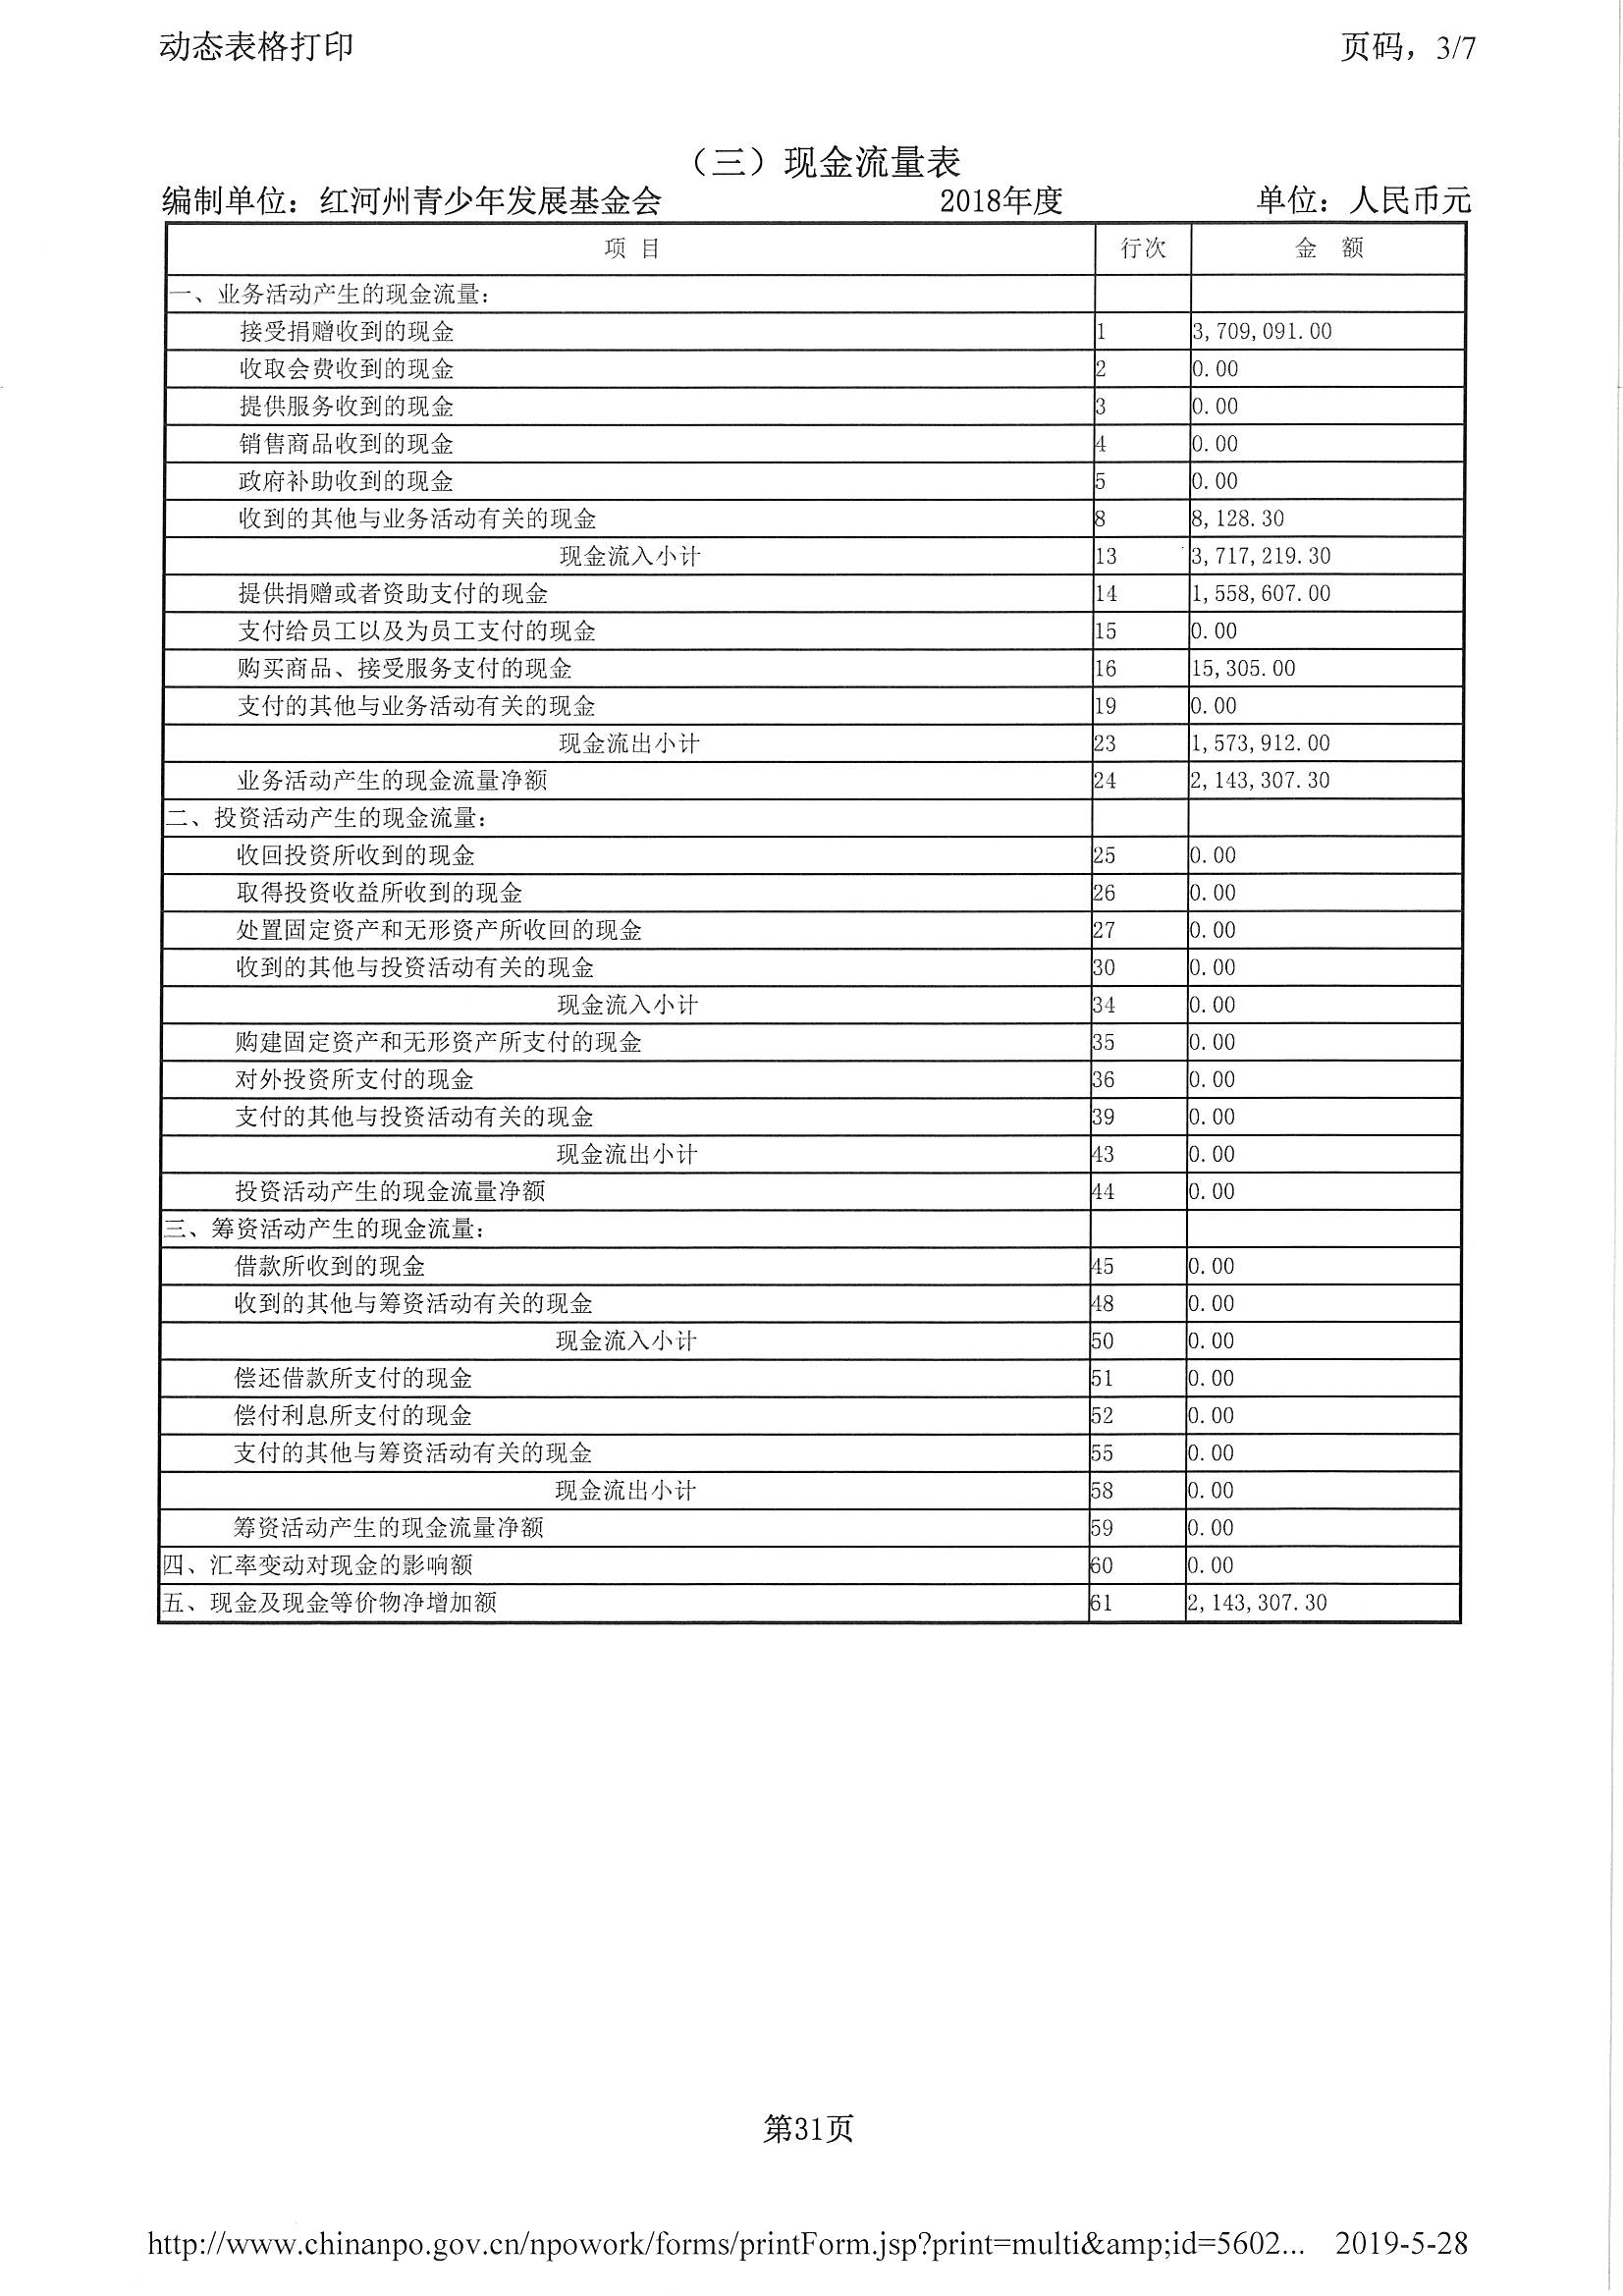 动态表格打印 页码，3/7
（三）现金流量表
编制单位：红河州青少年发展基金会 2018年度 单位：人民币元
项 目 行次 金 额
一、业务活动产生的现金流量：
接受捐赠收到的现金 1 3,709,091.00
收取会费收到的现金 2 0.00
提供服务收到的现金 3 0.00
销售商品收到的现金 4 0.00
政府补助收到的现金 5 0.00
收到的其他与业务活动有关的现金 8 8,128.30
现金流入小计 13 3,717,219.30
提供捐赠或者资助支付的现金 14 1,558,607.00
支付给员工以及为员工支付的现金 15 0.00
购买商品、接受服务支付的现金 16 15,305.00
支付的其他与业务活动有关的现金 19 0.00
现金流出小计 23 1,573,912.00
业务活动产生的现金流量净额 24 2,143,307.30
二、投资活动产生的现金流量：
收回投资所收到的现金 25 0.00
取得投资收益所收到的现金 26 0.00
处置固定资产和无形资产所收回的现金 27 0.00
收到的其他与投资活动有关的现金 30 0.00
现金流入小计 34 0.00
购建固定资产和无形资产所支付的现金 35 0.00
对外投资所支付的现金 36 0.00
支付的其他与投资活动有关的现金 39 0.00
现金流出小计 43 0.00
投资活动产生的现金流量净额 44 0.00
三、筹资活动产生的现金流量：
借款所收到的现金 45 0.00
收到的其他与筹资活动有关的现金 48 0.00
现金流入小计 50 0.00
偿还借款所支付的现金 51 0.00
偿付利息所支付的现金 52 0.00
支付的其他与筹资活动有关的现金 55 0.00
现金流出小计 58 0.00
筹资活动产生的现金流量净额 59 0.00
四、汇率变动对现金的影响额 60 0.00
五、现金及现金等价物净增加额 61 2,143,307.30
第31页
http://www.chinanpo.gov.cn/npowork/forms/printForm.jsp?print=multi&amp;id=5602... 2019-5-28